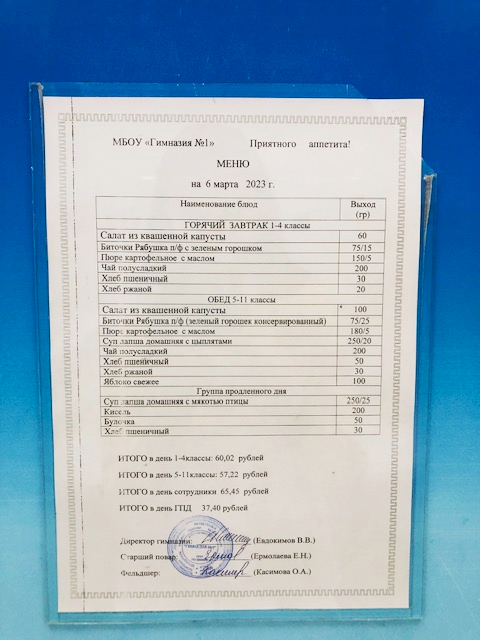 МБОУ «Гимназия №1» Приятного аппетита!
МЕНЮ
на 6 марта 2023 г.
Наименование блюд Выход (гр)
ГОРЯЧИЙ ЗАВТРАК 1-4 классы
Салат из квашенной капусты 60
Биточки Рябушка п/ф с зеленым горошком 75/15
Пюре картофельное с маслом 150/5
Чай полусладкий 200
Хлеб пшеничный 30
Хлеб ржаной 20
ОБЕД 5-11 классы
Салат из квашенной капусты 100
Биточки Рябушка п/ф (зеленый горошек консервированный) 75/25
Пюре картофельное с маслом 180/5
Суп лапша домашняя с цыплятами 250/20
Чай полусладкий 200
Хлеб пшеничный 50
Хлеб ржаной 30
Яблоко свежее 100
Группа продленного дня
Суп лапша домашняя с мякотью птицы 250/25
Кисель 200
Булочка 50
Хлеб пшеничный 30
ИТОГО в день 1-4классы: 60,02 рублей
ИТОГО в день 5-11классы: 57,22 рублей
ИТОГО в день сотрудники 65,45 рублей
ИТОГО в день ГПД 37,40 рублей
Директор гимназии: (Евдокимов В.В.)
Старший повар: (Ермолаева Е.Н.)
Фельдшер: (Касимова О.А.)